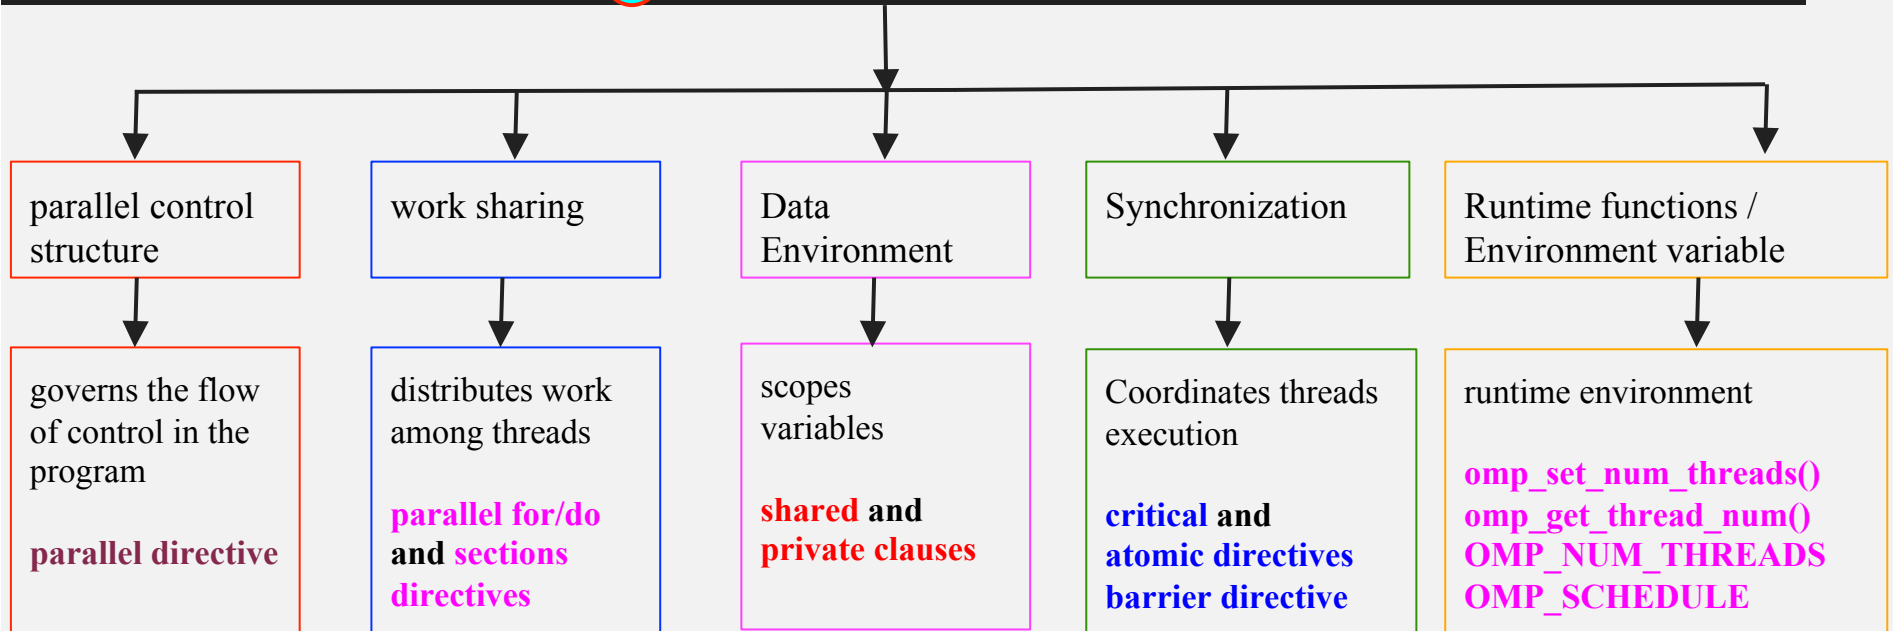 parallel control
structure
work sharing
Data
Environment
Synchronization
Runtime functions /
Environment variable
governs the flow
of control in the
program
parallel directive
distributes work
among threads
parallel for/do
and sections
directives
scopes
variables
shared and
private clauses
Coordinates threads
execution
critical and
atomic directives
barrier directive
runtime environment
omp_set_num_threads()
omp_get_thread_num()
OMP_NUM_THREADS
OMP_SCHEDULE